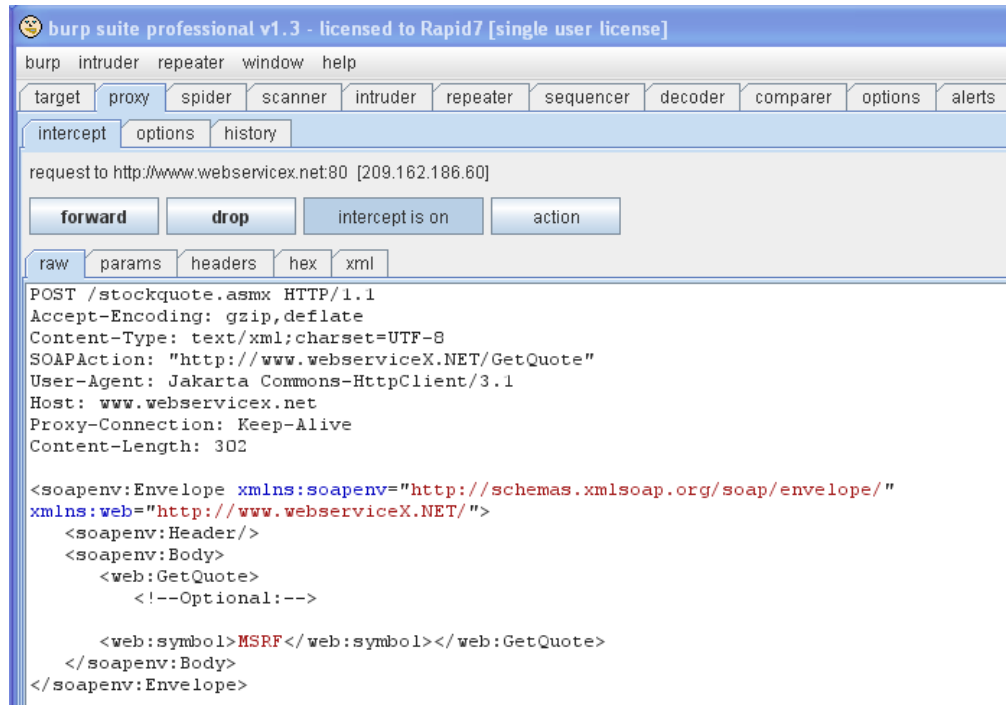 burp suite professional v1.3 - licensed to Rapid7 [single user license]
burp intruder repeater window help
target proxy spider scanner intruder repeater sequencer decoder comparer options alerts
intercept options history
request to http://www.webservicex.net:80 [209.162.186.60]
forward drop intercept is on action
raw params headers hex xml
POST /stockquote.asmx HTTP/1.1
Accept-Encoding: gzip,deflate
Content-Type: text/xml;charset=UTF-8
SOAPAction: "http://www.webserviceX.NET/GetQuote"
User-Agent: Jakarta Commons-HttpClient/3.1
Host: www.webservicex.net
Proxy-Connection: Keep-Alive
Content-Length: 302
<soapenv:Envelope xmlns:soapenv="http://schemas.xmlsoap.org/soap/envelope/"
xmlns:web="http://www.webserviceX.NET/">
<soapenv:Header/>
<soapenv:Body>
<web:GetQuote>
<!--Optional:-->
<web:symbol>MSRF</web:symbol></web:GetQuote>
</soapenv:Body>
</soapenv:Envelope>